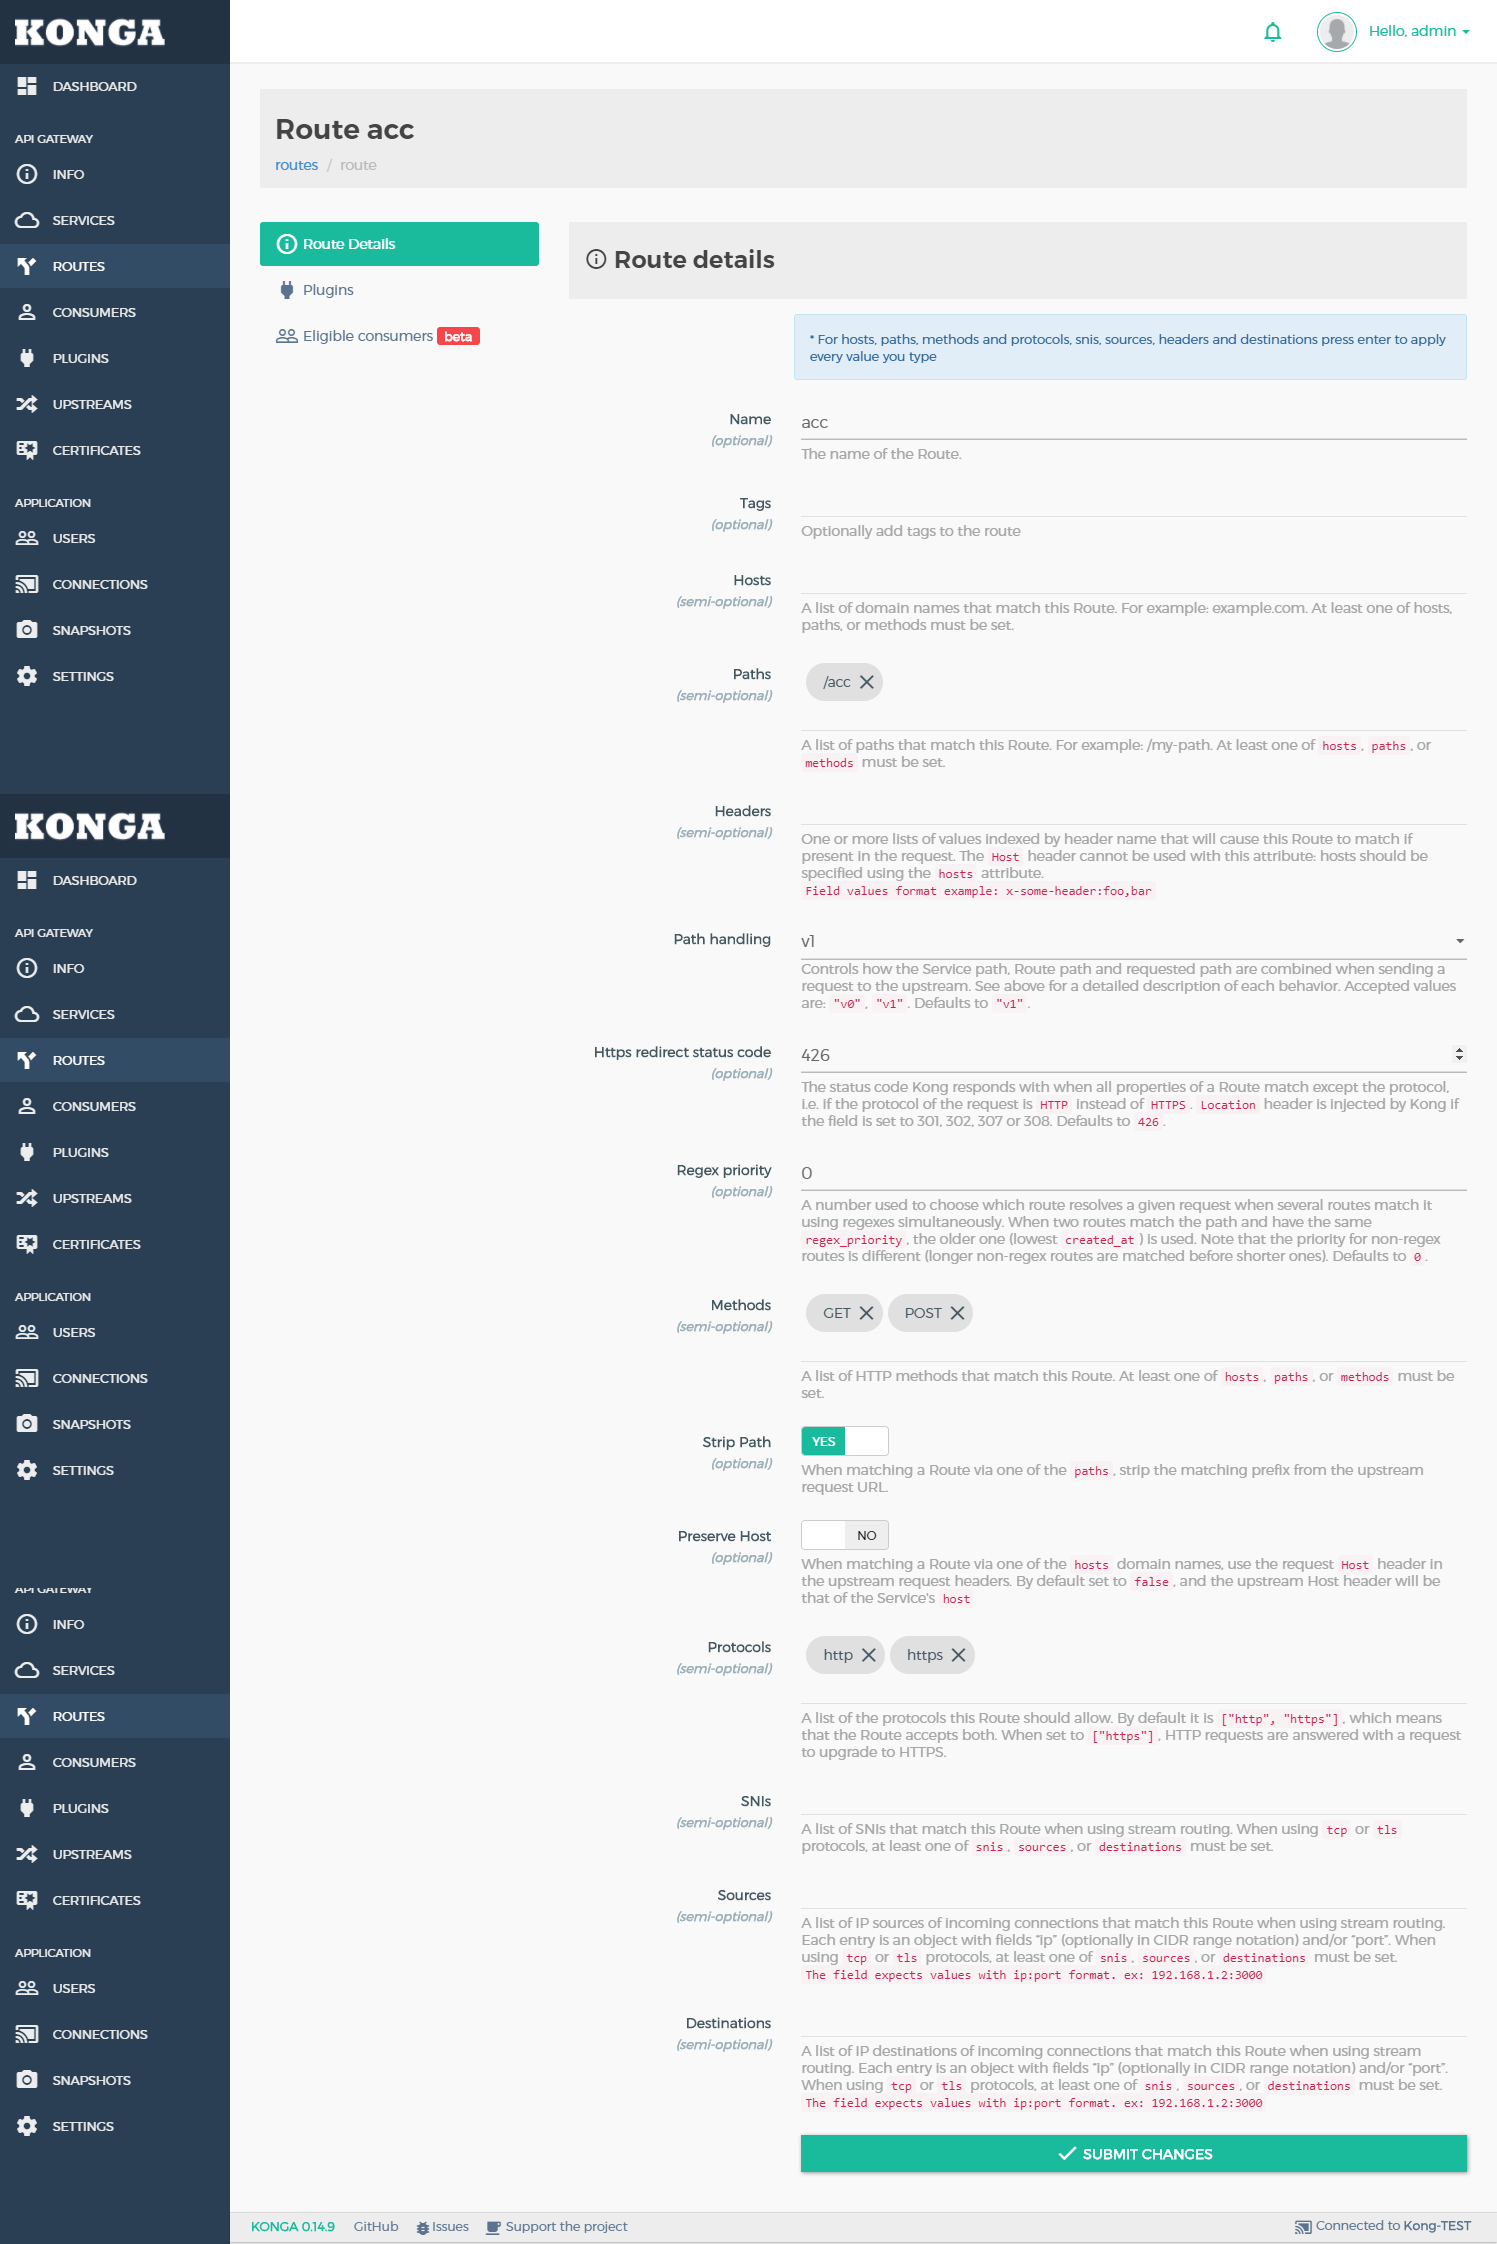 KONGA
DASHBOARD
API GATEWAY
INFO
SERVICES
ROUTES
CONSUMERS
PLUGINS
UPSTREAMS
CERTIFICATES
APPLICATION
USERS
CONNECTIONS
SNAPSHOTS
SETTINGS
KONGA
DASHBOARD
API GATEWAY
INFO
SERVICES
ROUTES
CONSUMERS
PLUGINS
UPSTREAMS
CERTIFICATES
APPLICATION
USERS
CONNECTIONS
SNAPSHOTS
SETTINGS
API GATEWAY
INFO
SERVICES
ROUTES
CONSUMERS
PLUGINS
UPSTREAMS
CERTIFICATES
APPLICATION
USERS
CONNECTIONS
SNAPSHOTS
SETTINGS
Hello, admin
Route acc
routes / route
Route Details
Plugins
Eligible consumers beta
Route details
* For hosts, paths, methods and protocols, snis, sources, headers and destinations press enter to apply
every value you type
Name
(optional)
acc
The name of the Route.
Tags
(optional)
Optionally add tags to the route
Hosts
(semi-optional)
A list of domain names that match this Route. For example: example.com. At least one of hosts,
paths, or methods must be set.
Paths
(semi-optional)
/acc
A list of paths that match this Route. For example: /my-path. At least one of hosts, paths, or
methods must be set.
Headers
(semi-optional)
One or more lists of values indexed by header name that will cause this Route to match if
present in the request. The Host header cannot be used with this attribute: hosts should be
specified using the hosts attribute.
Field values format example: x-some-header:foo,bar
Path handling
v1
Controls how the Service path, Route path and requested path are combined when sending a
request to the upstream. See above for a detailed description of each behavior. Accepted values
are: "v0", "v1". Defaults to "v1".
Https redirect status code
(optional)
426
The status code Kong responds with when all properties of a Route match except the protocol,
i.e. if the protocol of the request is HTTP instead of HTTPS. Location header is injected by Kong if
the field is set to 301, 302, 307 or 308. Defaults to 426.
Regex priority
(optional)
0
A number used to choose which route resolves a given request when several routes match it
using regexes simultaneously. When two routes match the path and have the same
regex_priority, the older one (lowest created_at) is used. Note that the priority for non-regex
routes is different (longer non-regex routes are matched before shorter ones). Defaults to 0.
Methods
(semi-optional)
GET POST
A list of HTTP methods that match this Route. At least one of hosts, paths, or methods must be
set.
Strip Path
(optional)
YES
When matching a Route via one of the paths, strip the matching prefix from the upstream
request URL.
Preserve Host
(optional)
NO
When matching a Route via one of the hosts domain names, use the request Host header in
the upstream request headers. By default set to false, and the upstream Host header will be
that of the Service's host
Protocols
(semi-optional)
http https
A list of the protocols this Route should allow. By default it is ["http", "https"], which means
that the Route accepts both. When set to ["https"], HTTP requests are answered with a request
to upgrade to HTTPS.
SNIs
(semi-optional)
A list of SNIs that match this Route when using stream routing. When using tcp or tls
protocols, at least one of snis, sources, or destinations must be set.
Sources
(semi-optional)
A list of IP sources of incoming connections that match this Route when using stream routing.
Each entry is an object with fields "ip" (optionally in CIDR range notation) and/or "port". When
using tcp or tls protocols, at least one of snis, sources, or destinations must be set.
The field expects values with ip:port format. ex: 192.168.1.2:3000
Destinations
(semi-optional)
A list of IP destinations of incoming connections that match this Route when using stream
routing. Each entry is an object with fields "ip" (optionally in CIDR range notation) and/or "port".
When using tcp or tls protocols, at least one of snis, sources, or destinations must be set.
The field expects values with ip:port format. ex: 192.168.1.2:3000
SUBMIT CHANGES
KONGA 0.14.9 GitHub Issues Support the project Connected to Kong-TEST